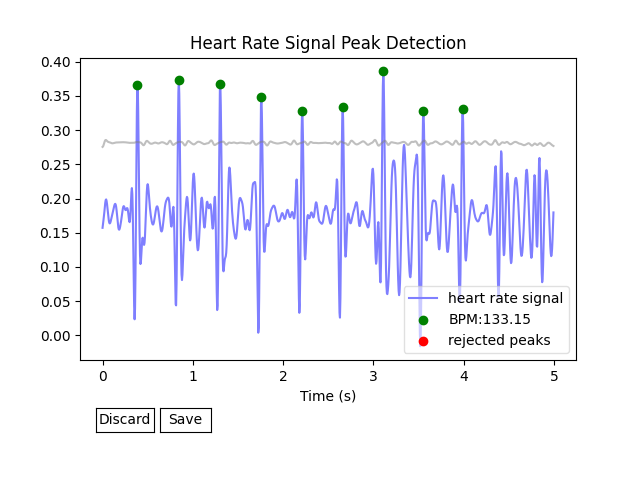 Heart Rate Signal Peak Detection
0.40
0.35
0.30
0.25
0.20
0.15
0.10
0.05
0.00
heart rate signal
BPM:133.15
rejected peaks
0 1 2 3 4 5
Time (s)
Discard Save